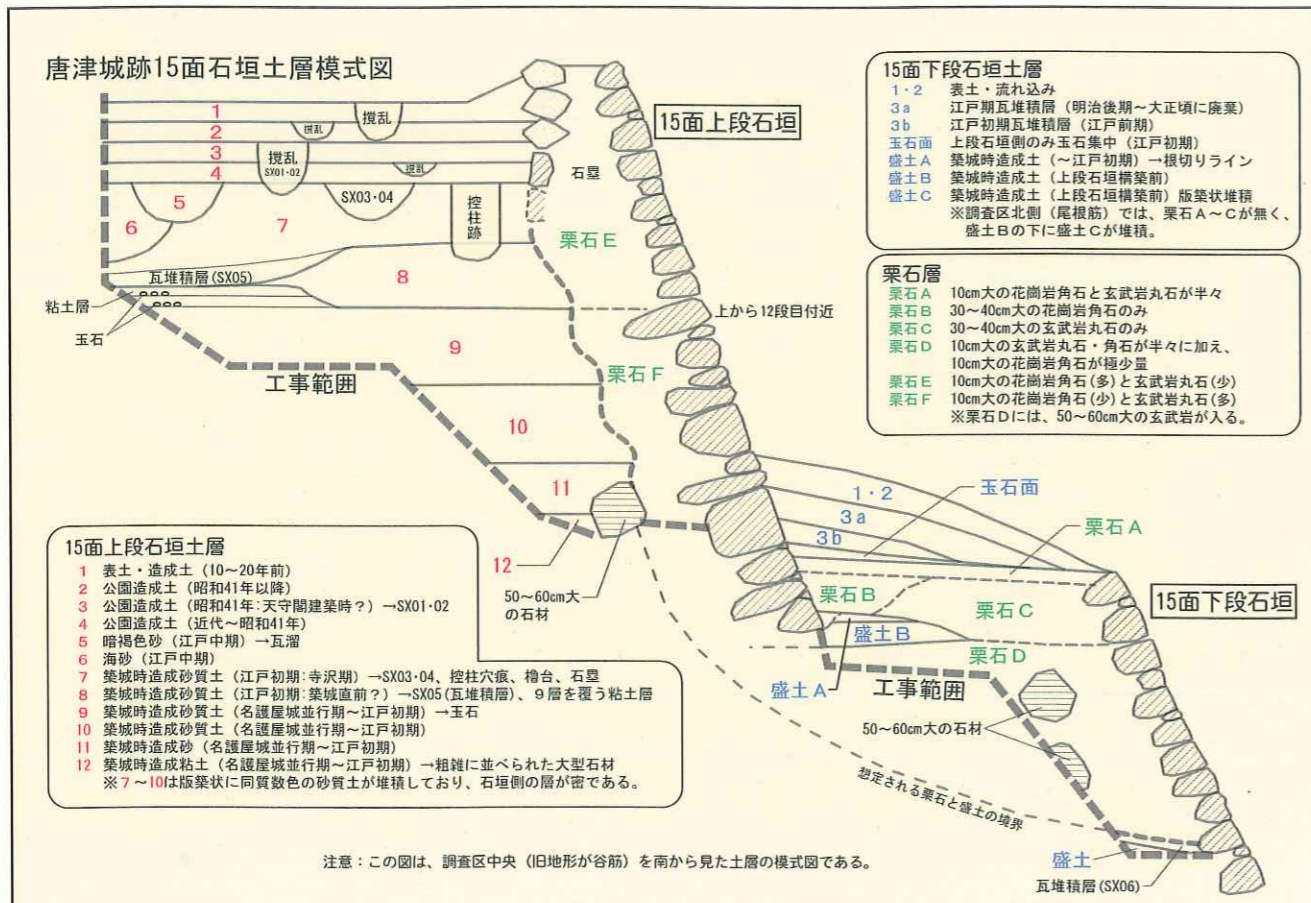 唐津城跡15面石垣土層模式図
1
撹乱
2
撹乱
3
撹乱
SX01・02
4
撹乱
5
6
7
SX03・04
控柱跡
石塁
15面上段石垣
栗石E
瓦堆積層(SX05)
8
粘土層
玉石
上から12段目付近
9
工事範囲
栗石F
10
11
12
50〜60cm大
の石材
15面下段石垣土層
1・2 表土・流れ込み
3a 江戸期瓦堆積層（明治後期〜大正頃に廃棄）
3b 江戸初期瓦堆積層（江戸前期）
玉石面 上段石垣側のみ玉石集中（江戸初期）
盛土A 築城時造成土（〜江戸初期）→根切りライン
盛土B 築城時造成土（上段石垣構築前）
盛土C 築城時造成土（上段石垣構築前）版築状堆積
※調査区北側（尾根筋）では、栗石A〜Cが無く、
盛土Bの下に盛土Cが堆積。
栗石層
栗石A 10cm大の花崗岩角石と玄武岩丸石が半々
栗石B 30〜40cm大の花崗岩角石のみ
栗石C 30〜40cm大の玄武岩丸石のみ
栗石D 10cm大の玄武岩丸石・角石が半々に加え、
10cm大の花崗岩角石が極少量
栗石E 10cm大の花崗岩角石(多)と玄武岩丸石(少)
栗石F 10cm大の花崗岩角石(少)と玄武岩丸石(多)
※栗石Dには、50〜60cm大の玄武岩が入る。
1・2
玉石面
3a
3b
栗石A
栗石B
栗石C
15面下段石垣
盛土B
栗石D
盛土A
工事範囲
50〜60cm大の石材
想定される栗石と盛土の境界
盛土
瓦堆積層(SX06)
15面上段石垣土層
1 表土・造成土（10〜20年前）
2 公園造成土（昭和41年以降）
3 公園造成土（昭和41年:天守閣建築時？）→SX01・02
4 公園造成土（近代〜昭和41年）
5 暗褐色砂（江戸中期）→瓦溜
6 海砂（江戸中期）
7 築城時造成砂質土（江戸初期:寺沢期）→SX03・04、控柱穴痕、櫓台、石塁
8 築城時造成砂質土（江戸初期:築城直前？）→SX05(瓦堆積層)、9層を覆う粘土層
9 築城時造成砂質土（名護屋城並行期〜江戸初期）→玉石
10 築城時造成砂質土（名護屋城並行期〜江戸初期）
11 築城時造成砂（名護屋城並行期〜江戸初期）
12 築城時造成粘土（名護屋城並行期〜江戸初期）→粗雑に並べられた大型石材
※7〜10は版築状に同質数色の砂質土が堆積しており、石垣側の層が密である。
注意：この図は、調査区中央（旧地形が谷筋）を南から見た土層の模式図である。